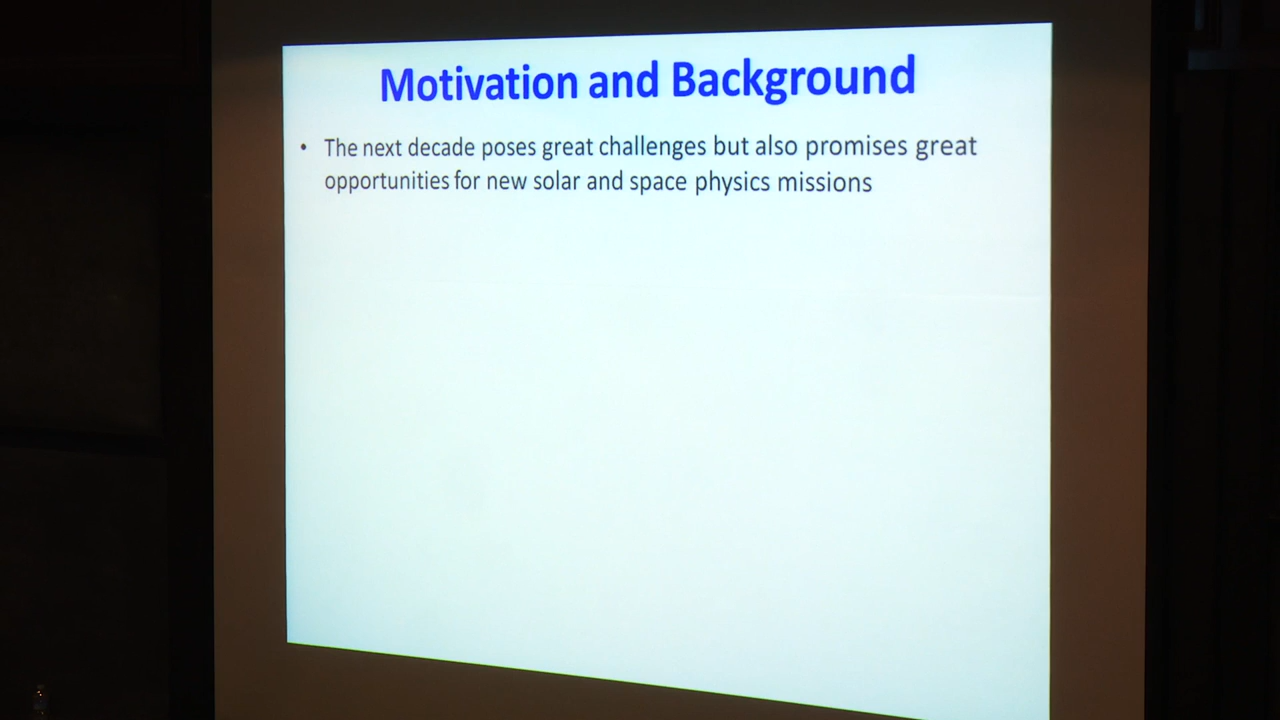 Motivation and Background
• The next decade poses great challenges but also promises great
opportunities for new solar and space physics missions